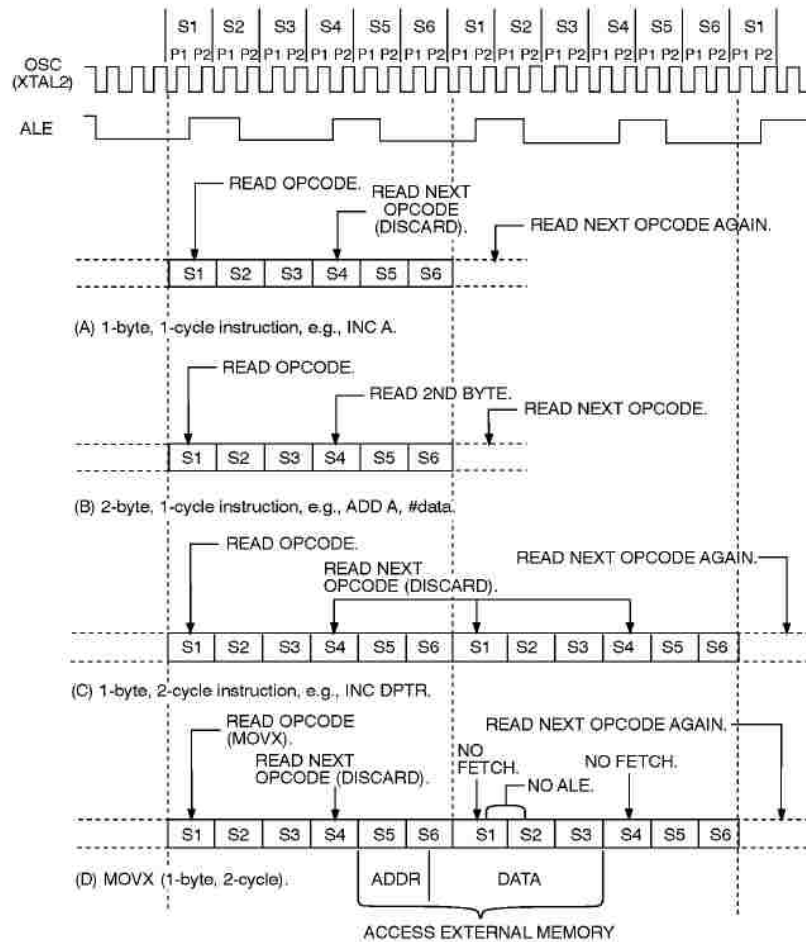 S1 S2 S3 S4 S5 S6 S1 S2 S3 S4 S5 S6 S1
P1 P2 P1 P2 P1 P2 P1 P2 P1 P2 P1 P2 P1 P2 P1 P2 P1 P2 P1 P2 P1 P2 P1 P2 P1 P2
OSC
(XTAL2)
ALE
READ OPCODE.
READ NEXT
OPCODE
(DISCARD).
READ NEXT OPCODE AGAIN.
S1 S2 S3 S4 S5 S6
(A) 1-byte, 1-cycle instruction, e.g., INC A.
READ OPCODE.
READ 2ND BYTE.
READ NEXT OPCODE.
S1 S2 S3 S4 S5 S6
(B) 2-byte, 1-cycle instruction, e.g., ADD A, #data.
READ OPCODE.
READ NEXT
OPCODE (DISCARD).
READ NEXT OPCODE AGAIN.
S1 S2 S3 S4 S5 S6 S1 S2 S3 S4 S5 S6
(C) 1-byte, 2-cycle instruction, e.g., INC DPTR.
READ OPCODE
(MOVX).
READ NEXT
OPCODE (DISCARD).
NO
FETCH.
NO ALE.
NO FETCH.
READ NEXT OPCODE AGAIN.
S1 S2 S3 S4 S5 S6 S1 S2 S3 S4 S5 S6
(D) MOVX (1-byte, 2-cycle).
ADDR DATA
ACCESS EXTERNAL MEMORY